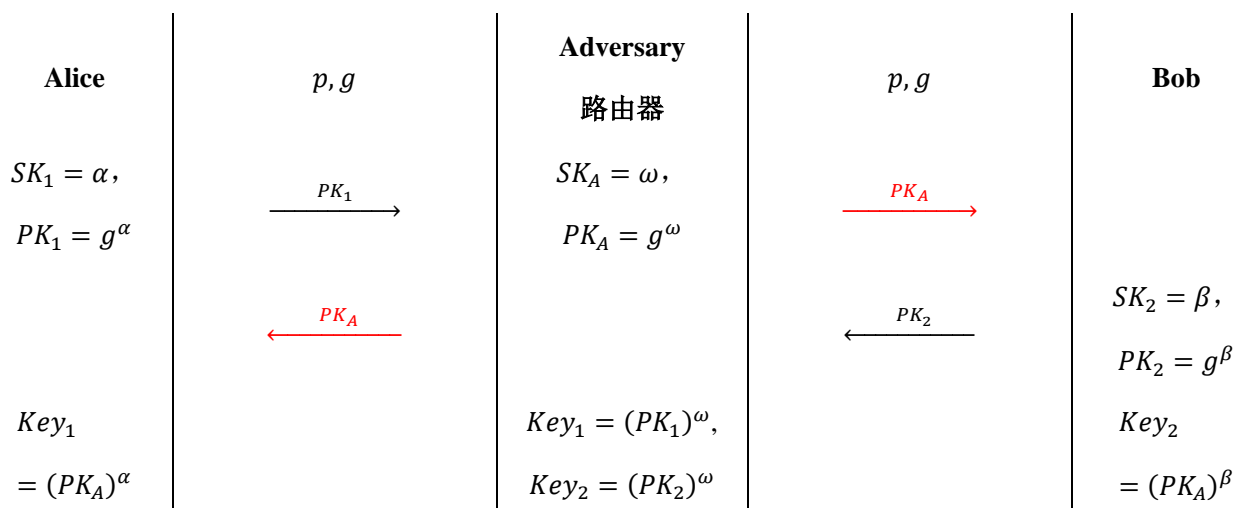 Alice
p, g
Adversary
路由器
p, g
Bob
SK₁ = α,
PK₁ = g^α
PK₁
SK_A = ω,
PK_A = g^ω
PK_A
PK_A
PK₂
SK₂ = β,
PK₂ = g^β
Key₁
= (PK_A)^α
Key₁ = (PK₁)^ω,
Key₂ = (PK₂)^ω
Key₂
= (PK_A)^β